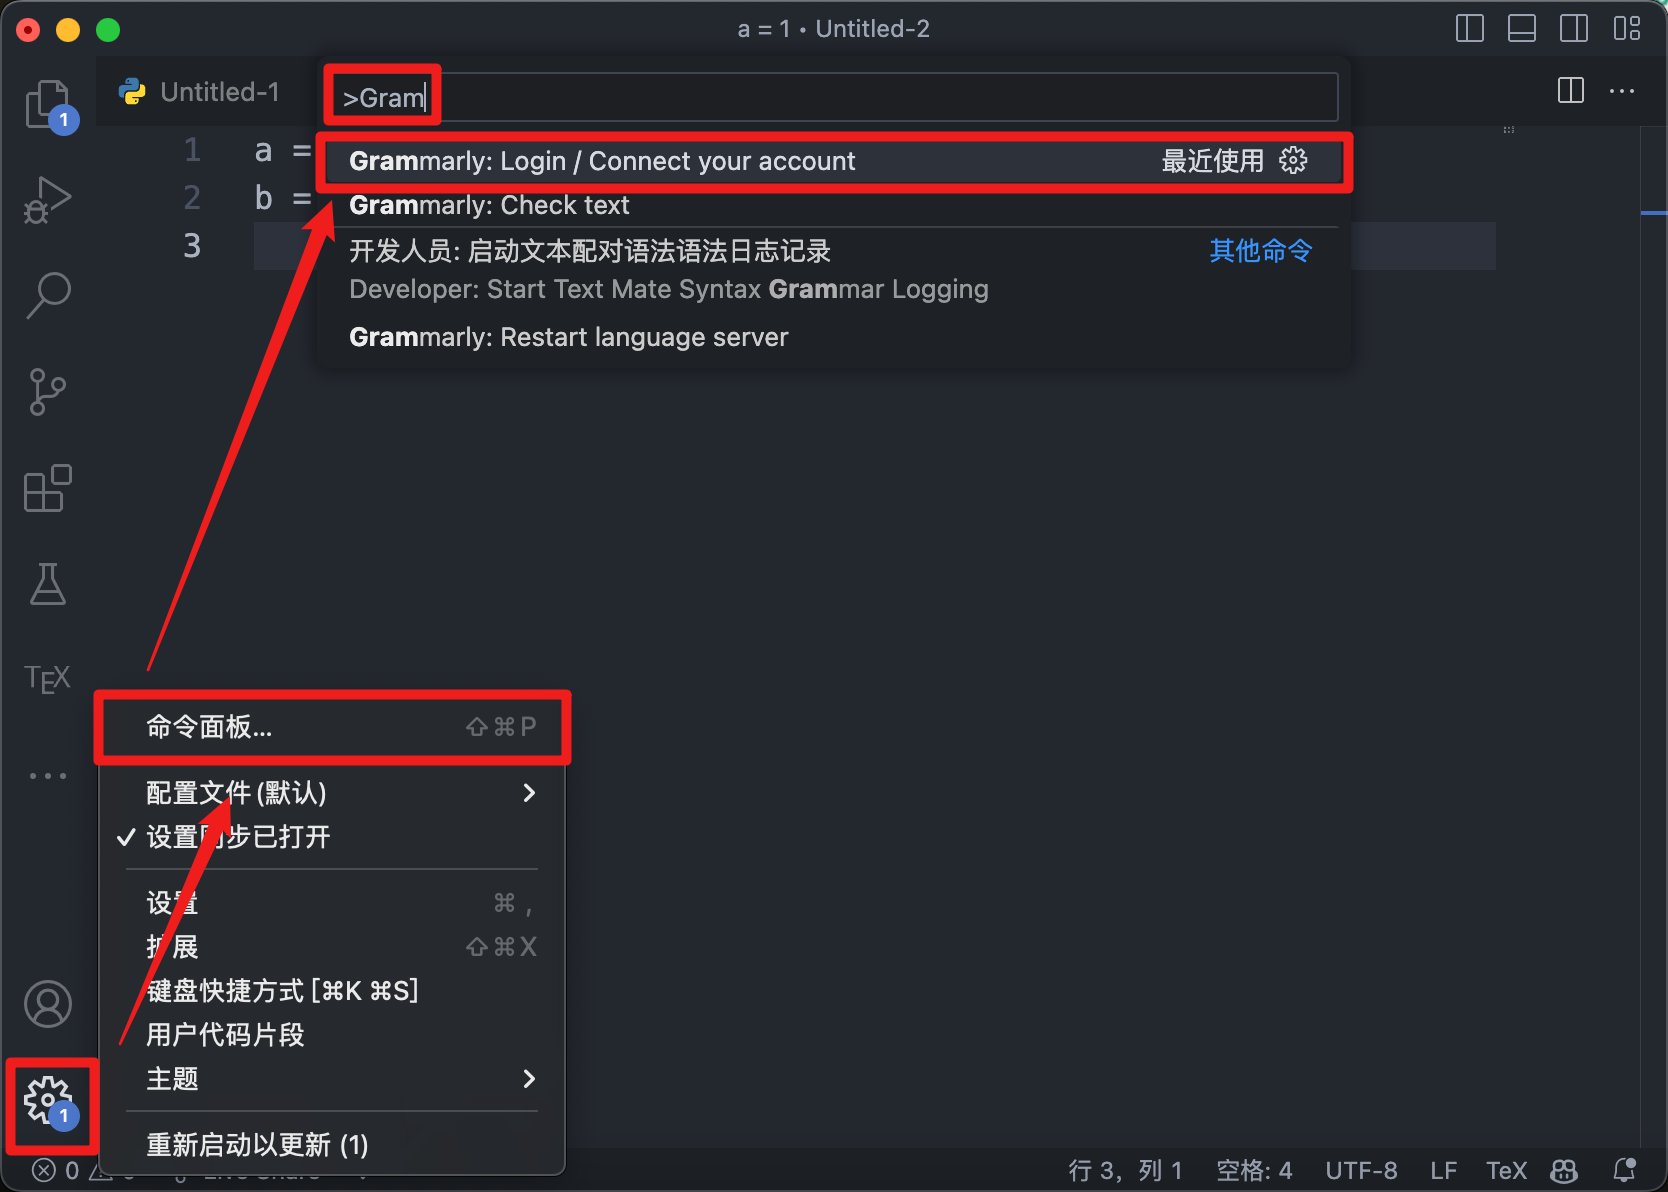 a = 1 • Untitled-2
Untitled-1
>Gram
1 a =
Grammarly: Login / Connect your account 最近使用
2 b =
Grammarly: Check text
3
开发人员: 启动文本配对语法语法日志记录 其他命令
Developer: Start Text Mate Syntax Grammar Logging
Grammarly: Restart language server
1
TEX
命令面板... ⇧⌘P
配置文件 (默认)
✓ 设置同步已打开
设置 ⌘ ,
扩展 ⇧⌘X
键盘快捷方式 [⌘K ⌘S]
用户代码片段
主题
1
重新启动以更新 (1)
0
行 3，列 1 空格: 4 UTF-8 LF TeX